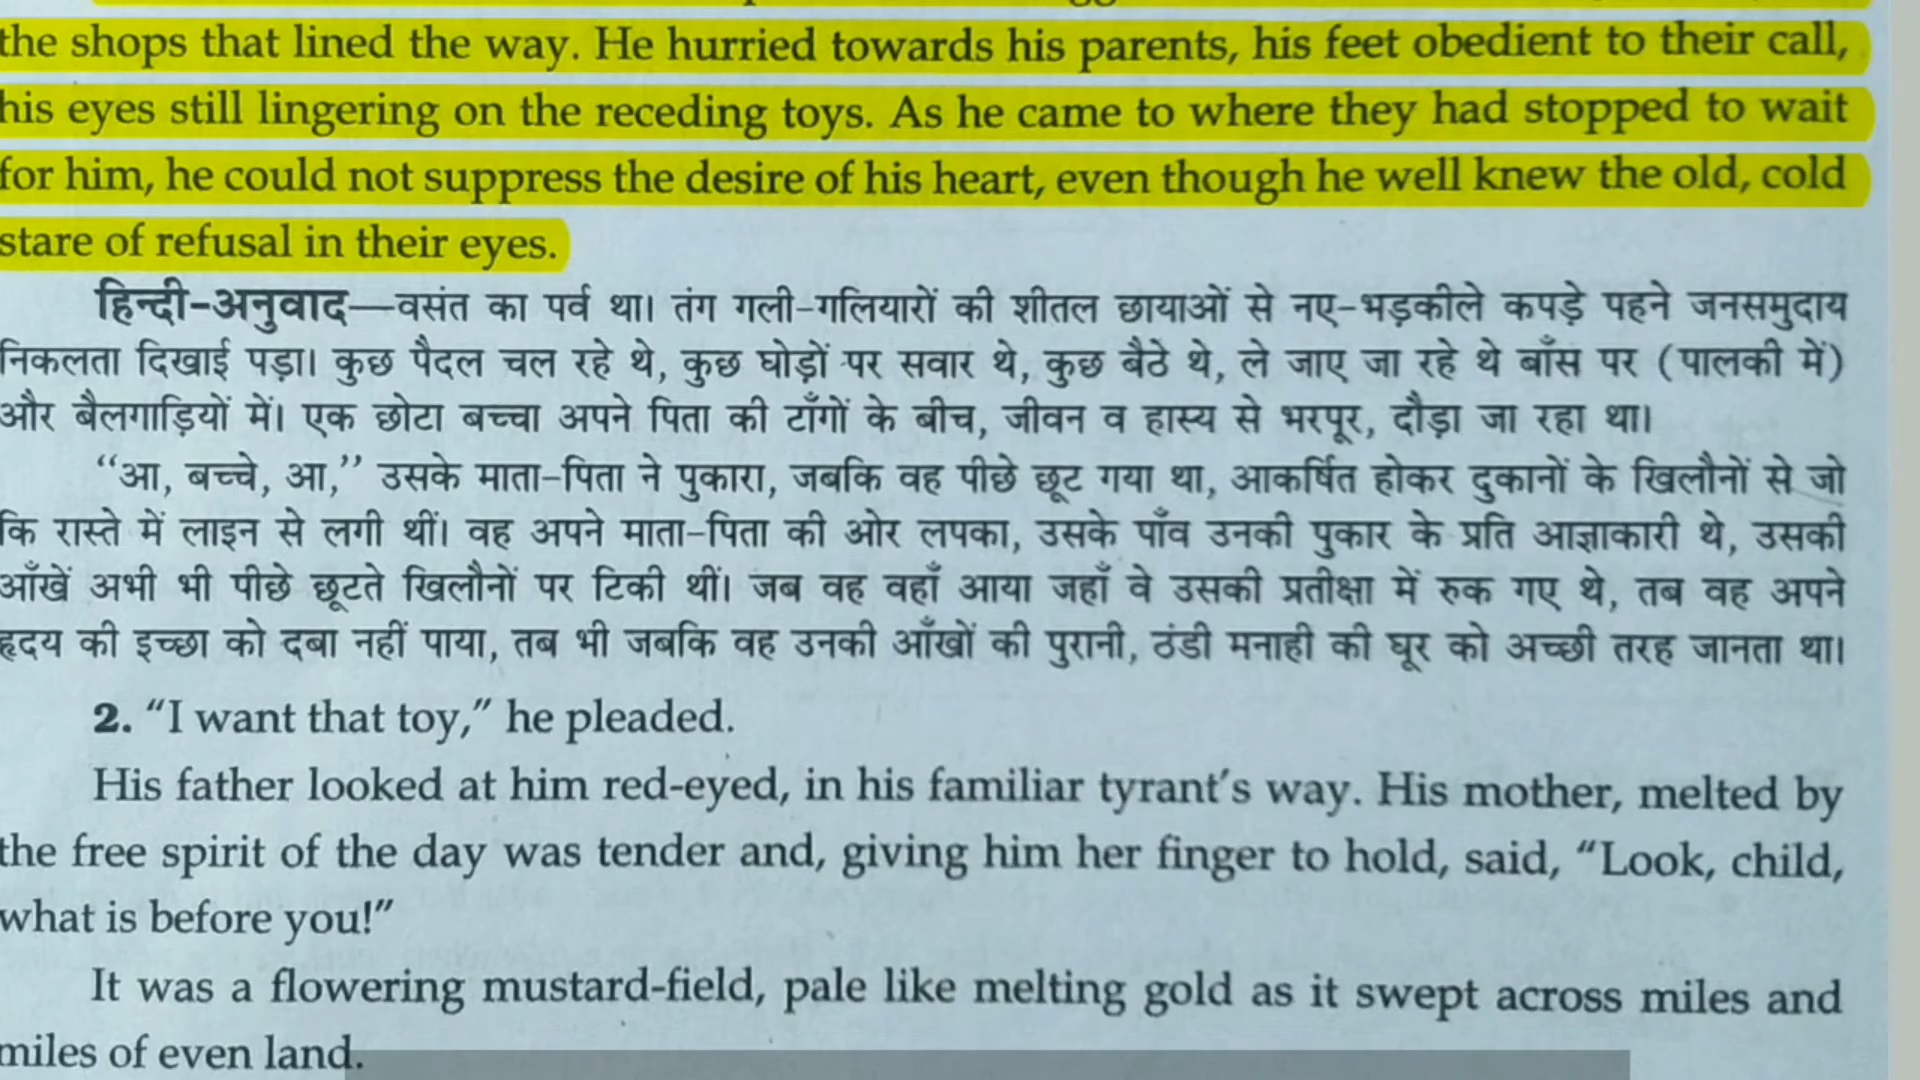 the shops that lined the way. He hurried towards his parents, his feet obedient to their call,
his eyes still lingering on the receding toys. As he came to where they had stopped to wait
for him, he could not suppress the desire of his heart, even though he well knew the old, cold
stare of refusal in their eyes.
हिन्दी-अनुवाद—वसंत का पर्व था। तंग गली-गलियारों की शीतल छायाओं से नए-भड़कीले कपड़े पहने जनसमुदाय
निकलता दिखाई पड़ा। कुछ पैदल चल रहे थे, कुछ घोड़ों पर सवार थे, कुछ बैठे थे, ले जाए जा रहे थे बाँस पर (पालकी में)
और बैलगाड़ियों में। एक छोटा बच्चा अपने पिता की टाँगों के बीच, जीवन व हास्य से भरपूर, दौड़ा जा रहा था।
“आ, बच्चे, आ,” उसके माता-पिता ने पुकारा, जबकि वह पीछे छूट गया था, आकर्षित होकर दुकानों के खिलौनों से जो
कि रास्ते में लाइन से लगी थीं। वह अपने माता-पिता की ओर लपका, उसके पाँव उनकी पुकार के प्रति आज्ञाकारी थे, उसकी
आँखें अभी भी पीछे छूटते खिलौनों पर टिकी थीं। जब वह वहाँ आया जहाँ वे उसकी प्रतीक्षा में रुक गए थे, तब वह अपने
हृदय की इच्छा को दबा नहीं पाया, तब भी जबकि वह उनकी आँखों की पुरानी, ठंडी मनाही की घूर को अच्छी तरह जानता था।
2. “I want that toy,” he pleaded.
His father looked at him red-eyed, in his familiar tyrant's way. His mother, melted by
the free spirit of the day was tender and, giving him her finger to hold, said, “Look, child,
what is before you!”
It was a flowering mustard-field, pale like melting gold as it swept across miles and
miles of even land.